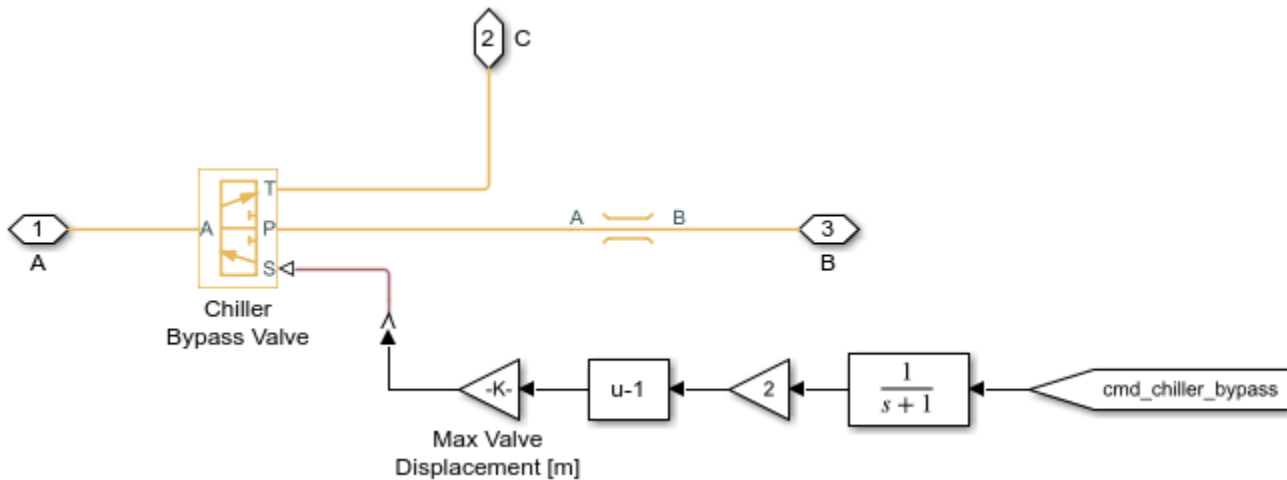 2 C
T
1 A P A B 3
A S B
Chiller
Bypass Valve
-K- u-1 2 1 cmd_chiller_bypass
s + 1
Max Valve
Displacement [m]